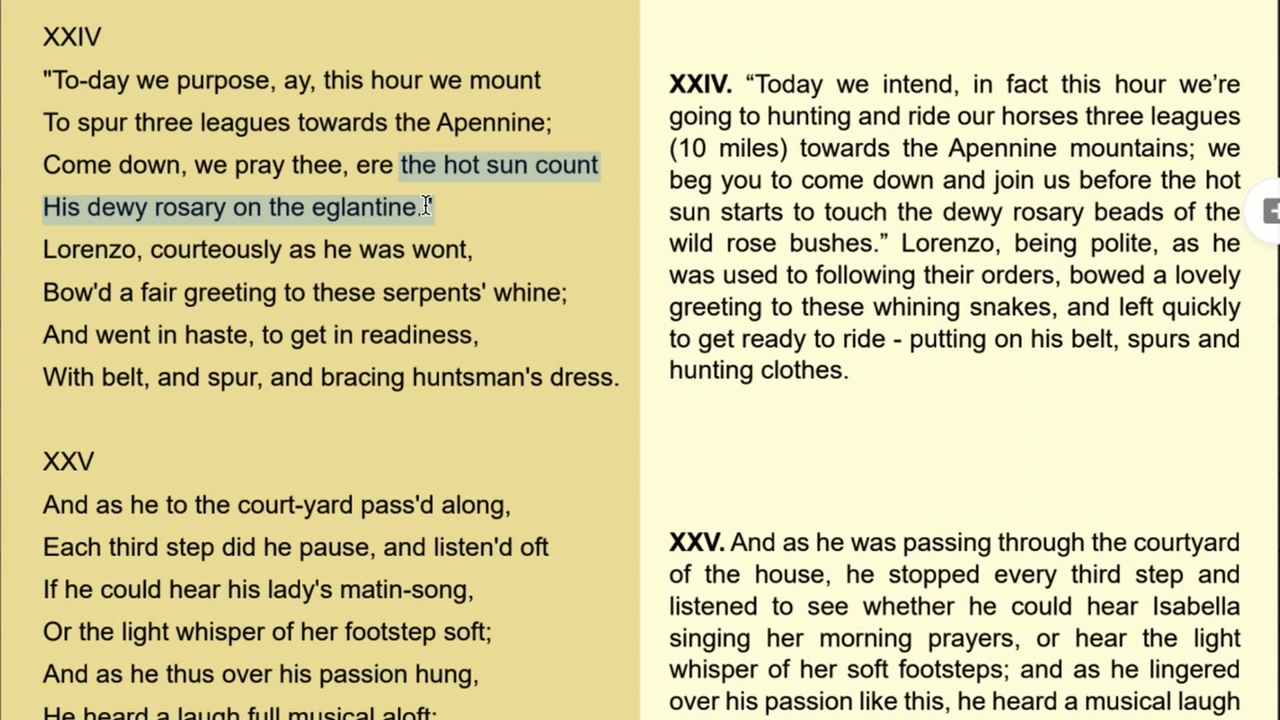 XXIV
"To-day we purpose, ay, this hour we mount
To spur three leagues towards the Apennine;
Come down, we pray thee, ere the hot sun count
His dewy rosary on the eglantine."
Lorenzo, courteously as he was wont,
Bow'd a fair greeting to these serpents' whine;
And went in haste, to get in readiness,
With belt, and spur, and bracing huntsman's dress.
XXV
And as he to the court-yard pass'd along,
Each third step did he pause, and listen'd oft
If he could hear his lady's matin-song,
Or the light whisper of her footstep soft;
And as he thus over his passion hung,
He heard a laugh full musical aloft;
XXIV. “Today we intend, in fact this hour we’re
going to hunting and ride our horses three leagues
(10 miles) towards the Apennine mountains; we
beg you to come down and join us before the hot
sun starts to touch the dewy rosary beads of the
wild rose bushes.” Lorenzo, being polite, as he
was used to following their orders, bowed a lovely
greeting to these whining snakes, and left quickly
to get ready to ride - putting on his belt, spurs and
hunting clothes.
XXV. And as he was passing through the courtyard
of the house, he stopped every third step and
listened to see whether he could hear Isabella
singing her morning prayers, or hear the light
whisper of her soft footsteps; and as he lingered
over his passion like this, he heard a musical laugh